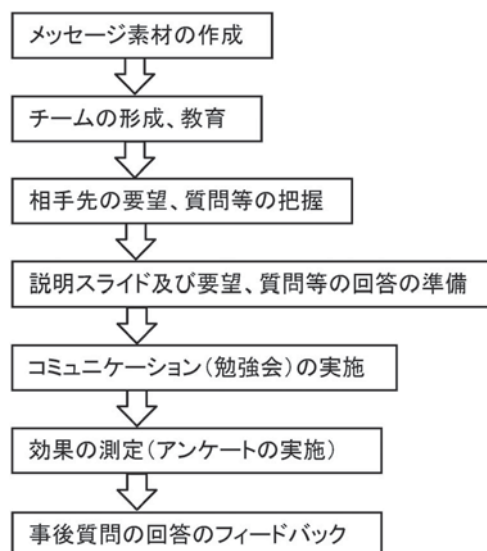 メッセージ素材の作成
チームの形成、教育
相手先の要望、質問等の把握
説明スライド及び要望、質問等の回答の準備
コミュニケーション(勉強会)の実施
効果の測定(アンケートの実施)
事後質問の回答のフィードバック